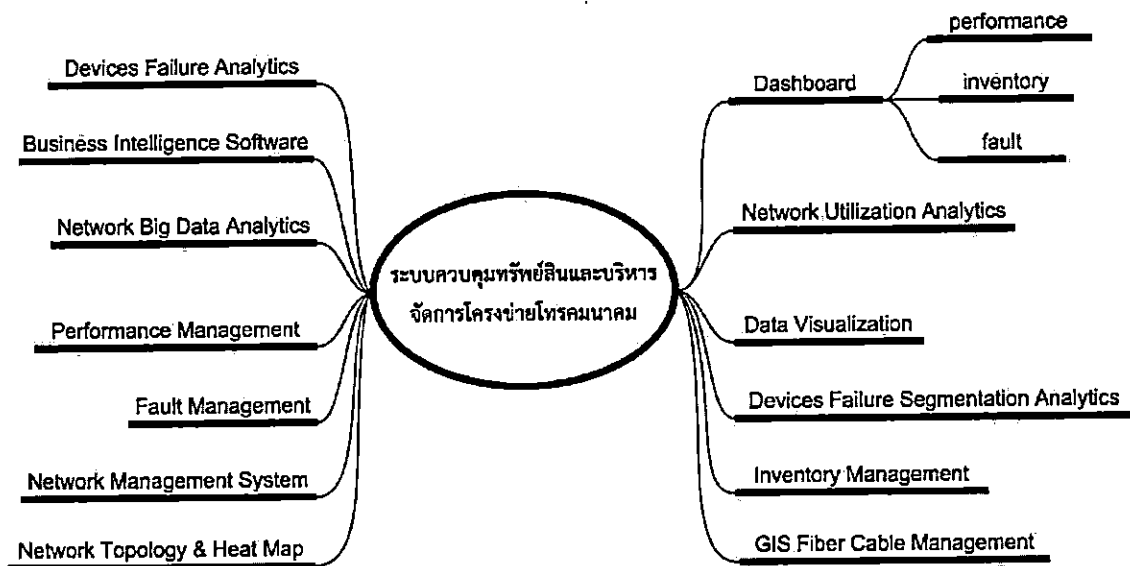 Devices Failure Analytics
Business Intelligence Software
Network Big Data Analytics
Performance Management
Fault Management
Network Management System
Network Topology & Heat Map
ระบบควบคุมทรัพย์สินและบริหาร
จัดการโครงข่ายโทรคมนาคม
Dashboard
performance
inventory
fault
Network Utilization Analytics
Data Visualization
Devices Failure Segmentation Analytics
Inventory Management
GIS Fiber Cable Management